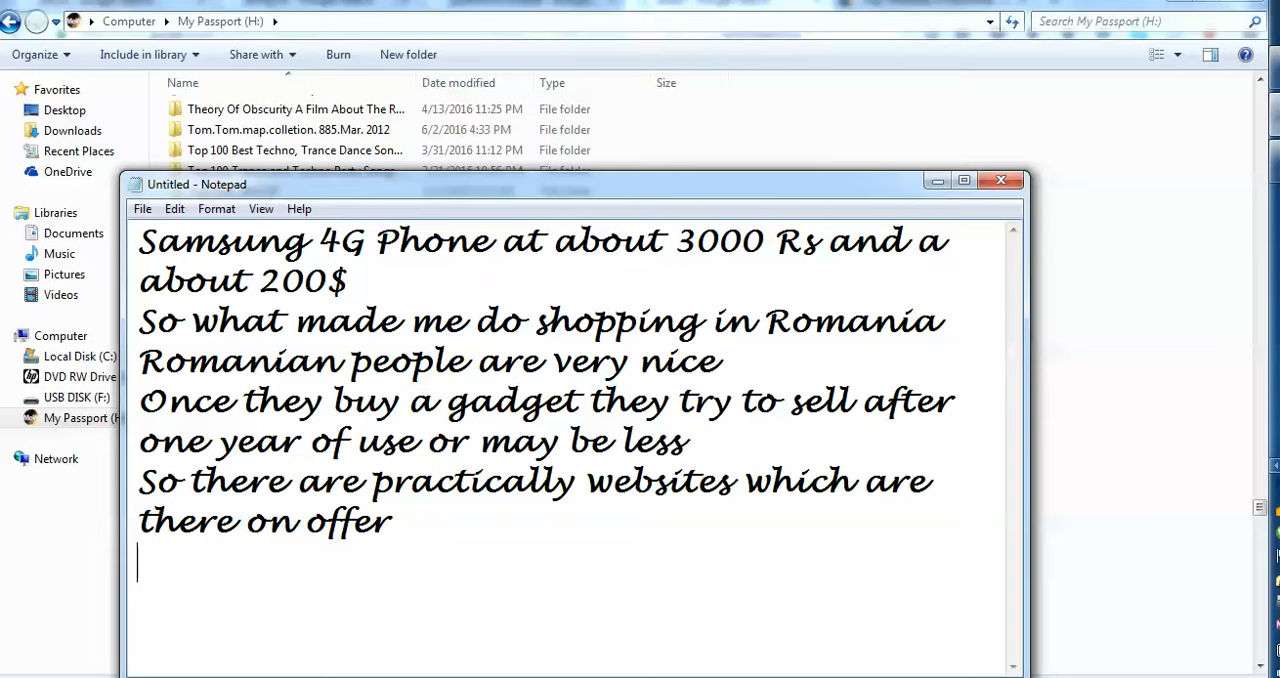 Computer ▸ My Passport (H:) ▸
Search My Passport (H:)
Organize Include in library Share with Burn New folder
Name Date modified Type Size
Favorites
Desktop
Downloads
Recent Places
OneDrive
Libraries
Documents
Music
Pictures
Videos
Computer
Local Disk (C:)
DVD RW Drive
USB DISK (F:)
My Passport (H
Network
Theory Of Obscurity A Film About The R... 4/13/2016 11:25 PM File folder
Tom.Tom.map.colletion. 885.Mar. 2012 6/2/2016 4:33 PM File folder
Top 100 Best Techno, Trance Dance Son... 3/31/2016 11:12 PM File folder
Untitled - Notepad
File Edit Format View Help
Samsung 4G Phone at about 3000 Rs and a
about 200$
So what made me do shopping in Romania
Romanian people are very nice
Once they buy a gadget they try to sell after
one year of use or may be less
So there are practically websites which are
there on offer